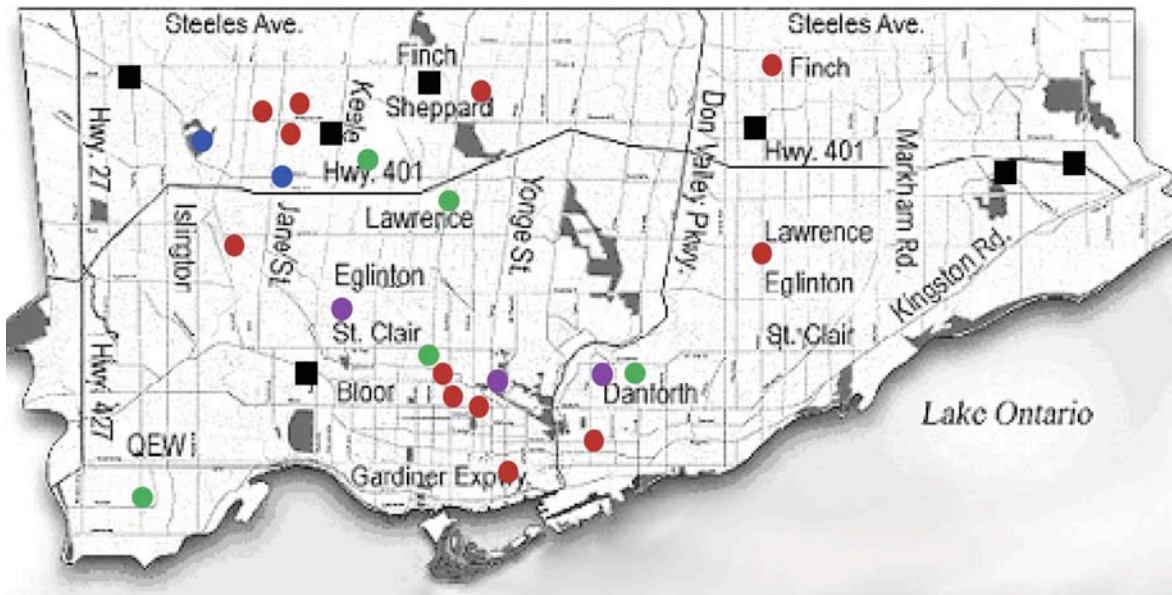 Steeles Ave.
Steeles Ave.
Finch
Finch
Sheppard
Keele
Hwy. 27
Hwy. 401
Hwy. 401
Don Valley Pkwy.
Markham Rd.
Islington
Jane St.
Lawrence
Yonge St.
Lawrence
Eglinton
Eglinton
Kingston Rd.
St. Clair
St. Clair
Hwy. 427
Bloor
Danforth
Lake Ontario
QEW
Gardiner Expwy.